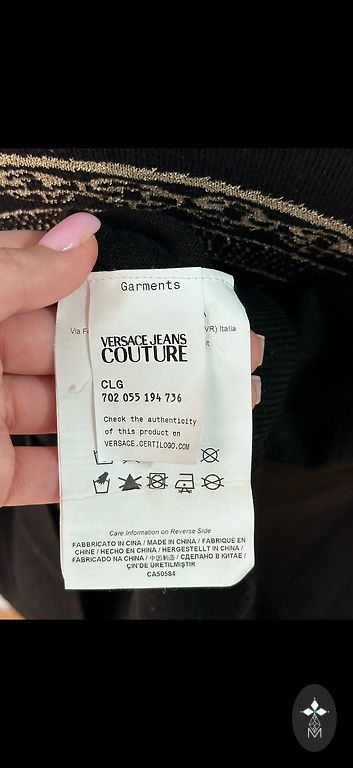 Garments
Via F
VR) Italia
VERSACE JEANS
COUTURE
CLG
702 055 194 736
Check the authenticity
of this product on
VERSACE.CERTILOGO.COM
Care Information on Reverse Side
FABBRICATO IN CINA / MADE IN CHINA / FABRIQUÉ EN
CHINE / HECHO EN CHINA / HERGESTELLT IN CHINA /
FABRICADO NA CHINA / 中国制造 / СДЕЛАНО В КИТАЕ /
ÇİN'DE ÜRETİLMİŞTİR
CA50584
M